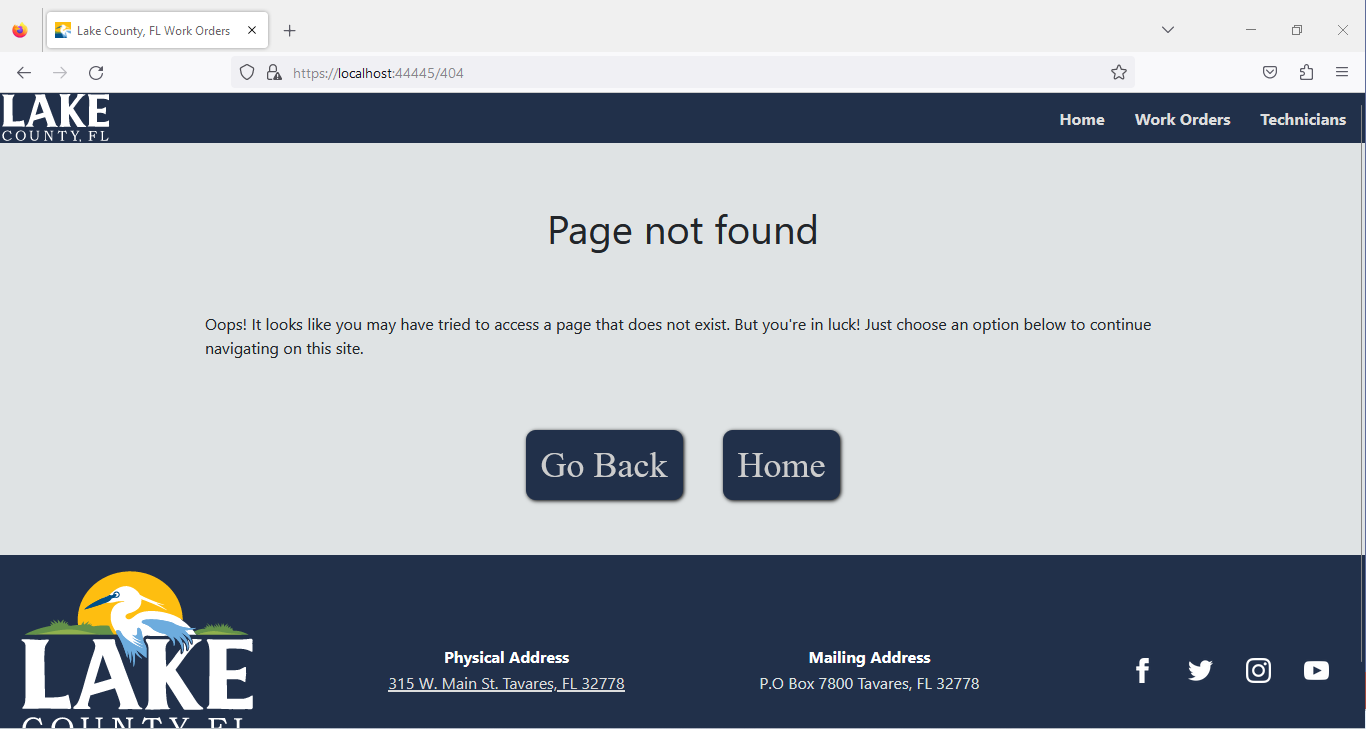 Lake County, FL Work Orders
https://localhost:44445/404
LAKE
COUNTY, FL
Home
Work Orders
Technicians
Page not found
Oops! It looks like you may have tried to access a page that does not exist. But you're in luck! Just choose an option below to continue
navigating on this site.
Go Back
Home
LAKE
COUNTY, FL
Physical Address
315 W. Main St. Tavares, FL 32778
Mailing Address
P.O Box 7800 Tavares, FL 32778